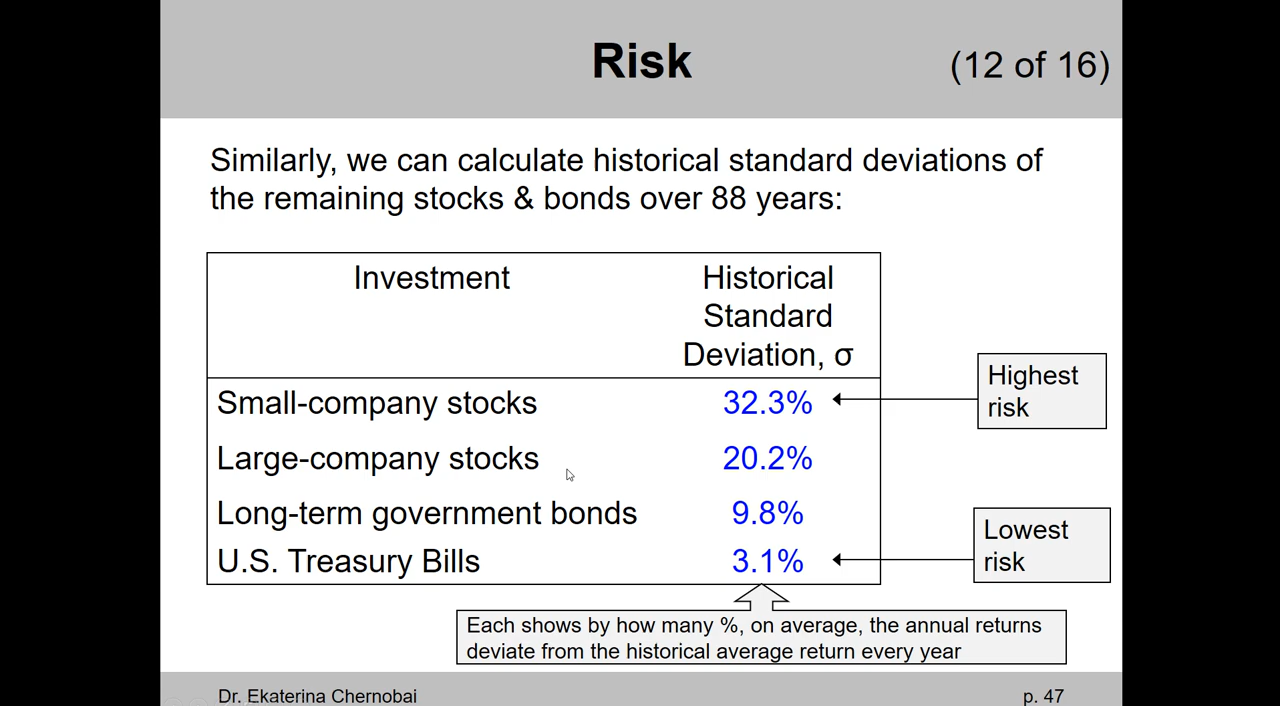 Risk
(12 of 16)
Similarly, we can calculate historical standard deviations of
the remaining stocks & bonds over 88 years:
Investment
Historical
Standard
Deviation, σ
Small-company stocks 32.3%
Highest
risk
Large-company stocks 20.2%
Long-term government bonds 9.8%
U.S. Treasury Bills 3.1%
Lowest
risk
Each shows by how many %, on average, the annual returns
deviate from the historical average return every year
Dr. Ekaterina Chernobai
p. 47